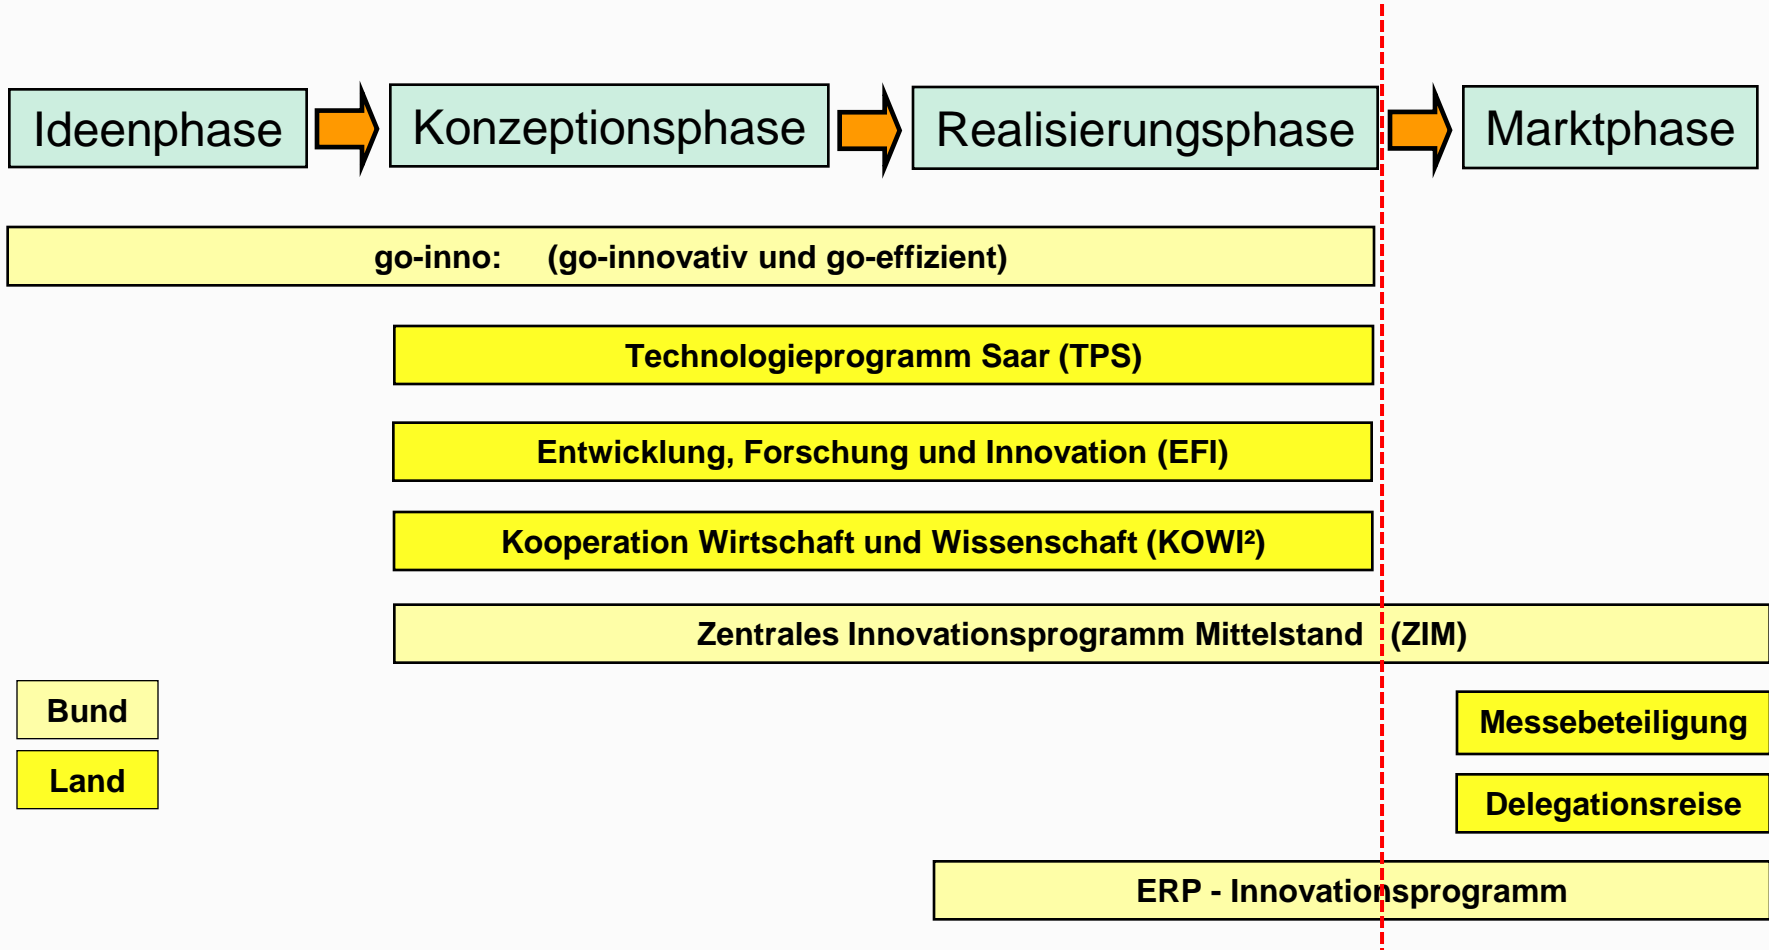 Ideenphase
Konzeptionsphase
Realisierungsphase
Marktphase
go-inno: (go-innovativ und go-effizient)
Technologieprogramm Saar (TPS)
Entwicklung, Forschung und Innovation (EFI)
Kooperation Wirtschaft und Wissenschaft (KOWI²)
Zentrales Innovationsprogramm Mittelstand (ZIM)
Bund
Land
Messebeteiligung
Delegationsreise
ERP - Innovationsprogramm